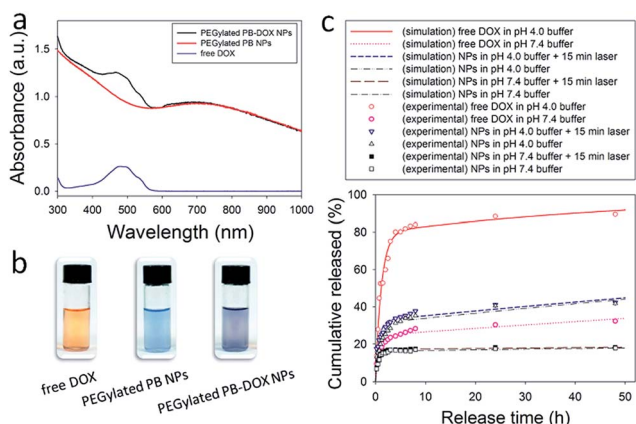 a
Absorbance (a.u.)
1.5
1.0
0.5
0.0
PEGylated PB-DOX NPs
PEGylated PB NPs
free DOX
300 400 500 600 700 800 900 1000
Wavelength (nm)
b
free DOX
PEGylated PB NPs
PEGylated PB-DOX NPs
c
(simulation) free DOX in pH 4.0 buffer
(simulation) free DOX in pH 7.4 buffer
(simulation) NPs in pH 4.0 buffer + 15 min laser
(simulation) NPs in pH 4.0 buffer
(simulation) NPs in pH 7.4 buffer + 15 min laser
(simulation) NPs in pH 7.4 buffer
(experimental) free DOX in pH 4.0 buffer
(experimental) free DOX in pH 7.4 buffer
(experimental) NPs in pH 4.0 buffer + 15 min laser
(experimental) NPs in pH 4.0 buffer
(experimental) NPs in pH 7.4 buffer + 15 min laser
(experimental) NPs in pH 7.4 buffer
Cumulative released (%)
100
80
60
40
20
0
0 10 20 30 40 50
Release time (h)